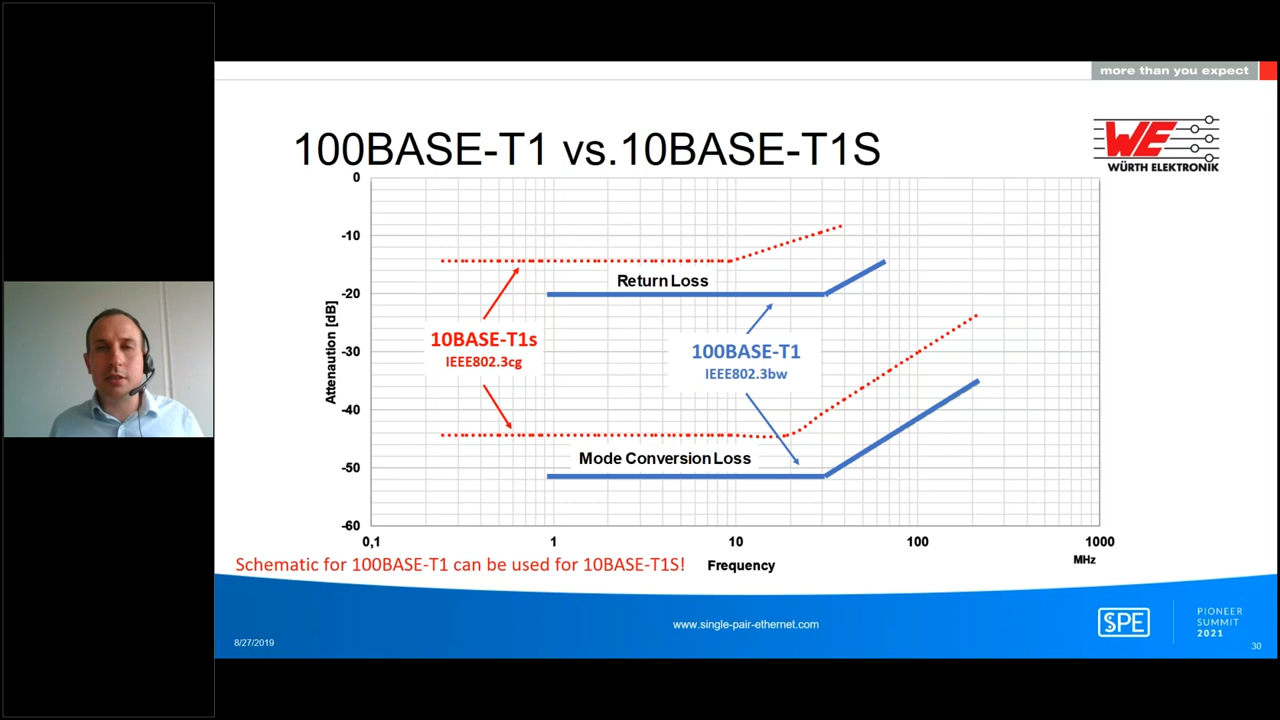 more than you expect
100BASE-T1 vs.10BASE-T1S
WE
WÜRTH ELEKTRONIK
0
-10
-20
-30
-40
-50
-60
Attenaution [dB]
Return Loss
10BASE-T1s
IEEE802.3cg
100BASE-T1
IEEE802.3bw
Mode Conversion Loss
0,1
1
10
100
1000
Schematic for 100BASE-T1 can be used for 10BASE-T1S!
Frequency
MHz
www.single-pair-ethernet.com
SPE
PIONEER
SUMMIT
2021
8/27/2019
30